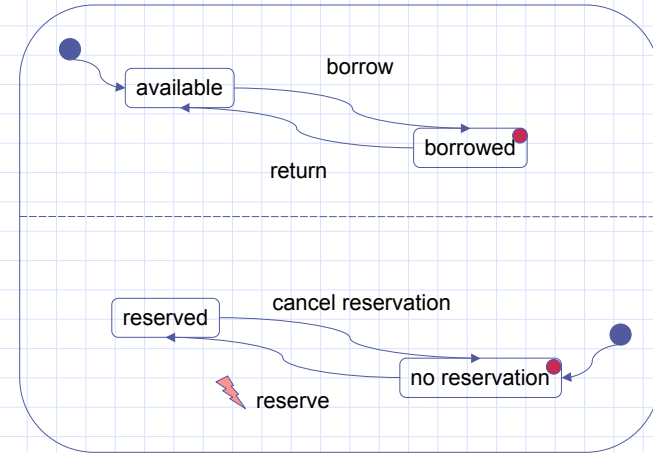 borrow
available
borrowed
return
cancel reservation
reserved
no reservation
reserve